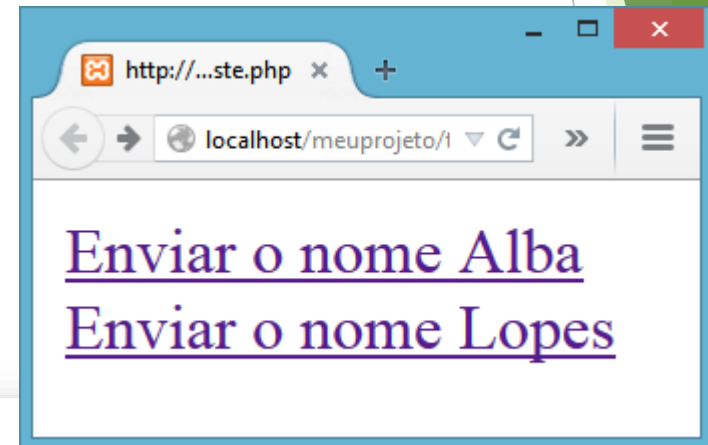 http://...ste.php
localhost/meuprojeto/t
Enviar o nome Alba
Enviar o nome Lopes